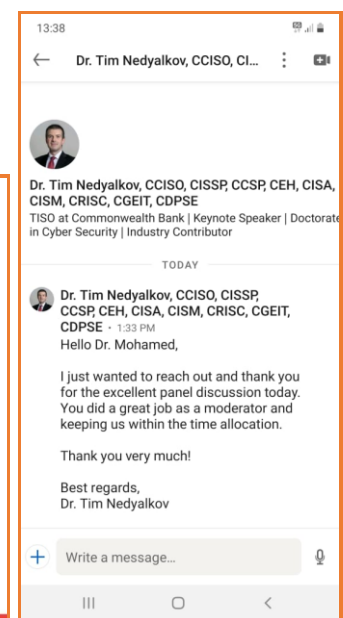 13:38
Dr. Tim Nedyalkov, CCISO, CI...
Dr. Tim Nedyalkov, CCISO, CISSP, CCSP, CEH, CISA,
CISM, CRISC, CGEIT, CDPSE
TISO at Commonwealth Bank | Keynote Speaker | Doctorate
in Cyber Security | Industry Contributor
TODAY
Dr. Tim Nedyalkov, CCISO, CISSP,
CCSP, CEH, CISA, CISM, CRISC, CGEIT,
CDPSE • 1:33 PM
Hello Dr. Mohamed,
I just wanted to reach out and thank you
for the excellent panel discussion today.
You did a great job as a moderator and
keeping us within the time allocation.
Thank you very much!
Best regards,
Dr. Tim Nedyalkov
Write a message...